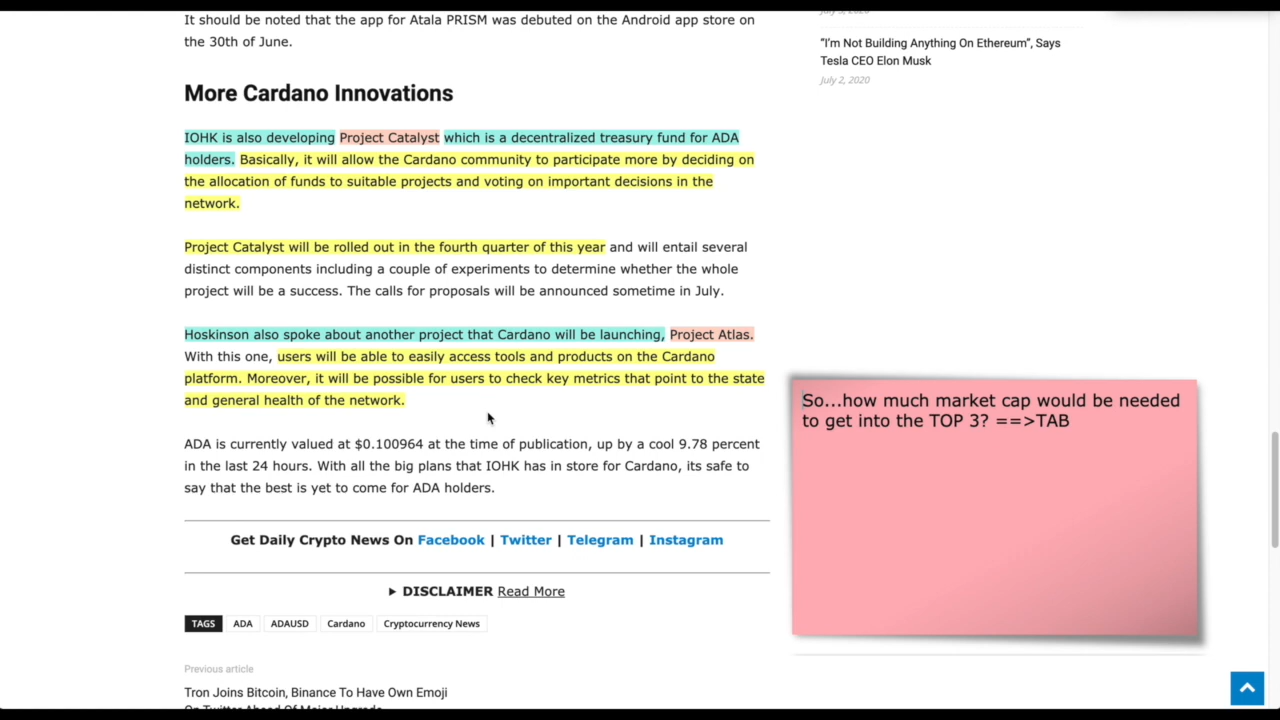 It should be noted that the app for Atala PRISM was debuted on the Android app store on
the 30th of June.
More Cardano Innovations
IOHK is also developing Project Catalyst which is a decentralized treasury fund for ADA
holders. Basically, it will allow the Cardano community to participate more by deciding on
the allocation of funds to suitable projects and voting on important decisions in the
network.
Project Catalyst will be rolled out in the fourth quarter of this year and will entail several
distinct components including a couple of experiments to determine whether the whole
project will be a success. The calls for proposals will be announced sometime in July.
Hoskinson also spoke about another project that Cardano will be launching, Project Atlas.
With this one, users will be able to easily access tools and products on the Cardano
platform. Moreover, it will be possible for users to check key metrics that point to the state
and general health of the network.
ADA is currently valued at $0.100964 at the time of publication, up by a cool 9.78 percent
in the last 24 hours. With all the big plans that IOHK has in store for Cardano, its safe to
say that the best is yet to come for ADA holders.
Get Daily Crypto News On Facebook | Twitter | Telegram | Instagram
► DISCLAIMER Read More
TAGS ADA ADAUSD Cardano Cryptocurrency News
Previous article
Tron Joins Bitcoin, Binance To Have Own Emoji
On Twitter Ahead Of Major Upgrade
"I'm Not Building Anything On Ethereum", Says
Tesla CEO Elon Musk
July 2, 2020
So...how much market cap would be needed
to get into the TOP 3? ==>TAB